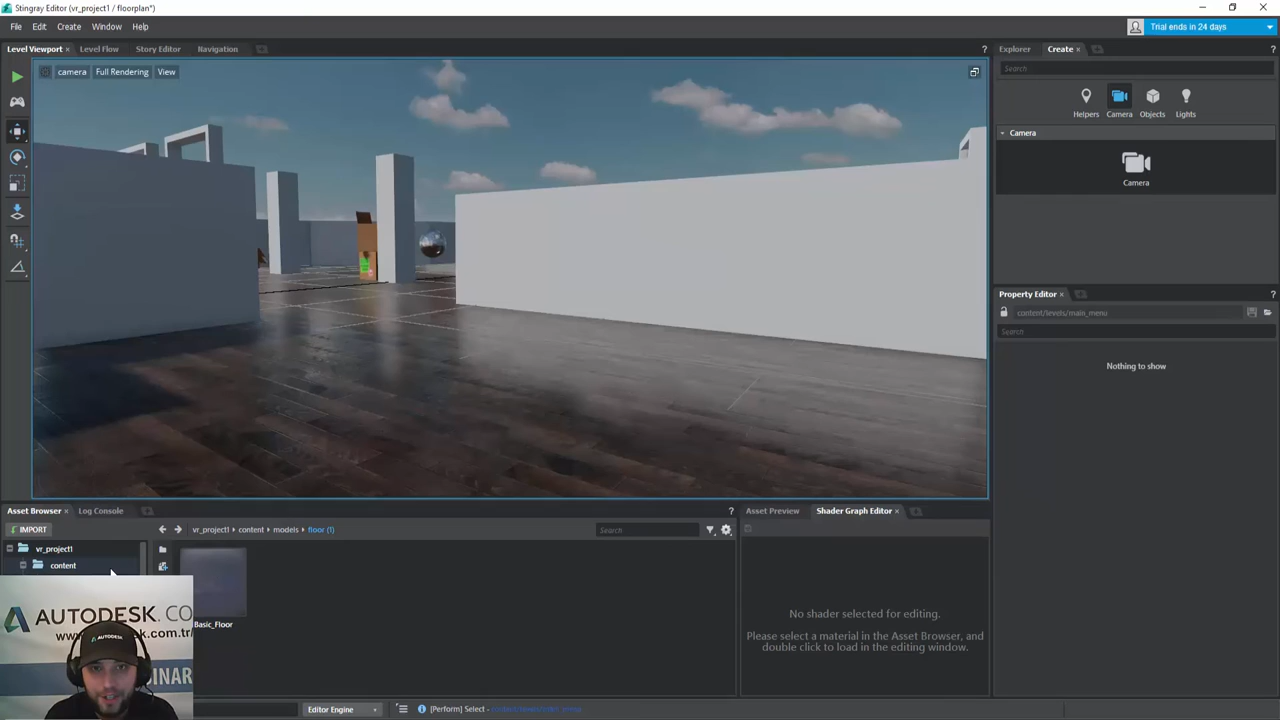 Stingray Editor (vr_project1 / floorplan*)
File Edit Create Window Help
Trial ends in 24 days
Level Viewport Level Flow Story Editor Navigation
?
Explorer Create
?
camera Full Rendering View
Search
Helpers Camera Objects Lights
Camera
Camera
Property Editor
?
content/levels/main_menu
Search
Nothing to show
Asset Browser Log Console
?
Asset Preview Shader Graph Editor
?
IMPORT
vr_project1 content models floor (1)
Search
vr_project1
content
Basic_Floor
No shader selected for editing.
Please select a material in the Asset Browser, and
double click to load in the editing window.
AUTODESK.CO
www.
m.tr/
INAR
Editor Engine
[Perform] Select -